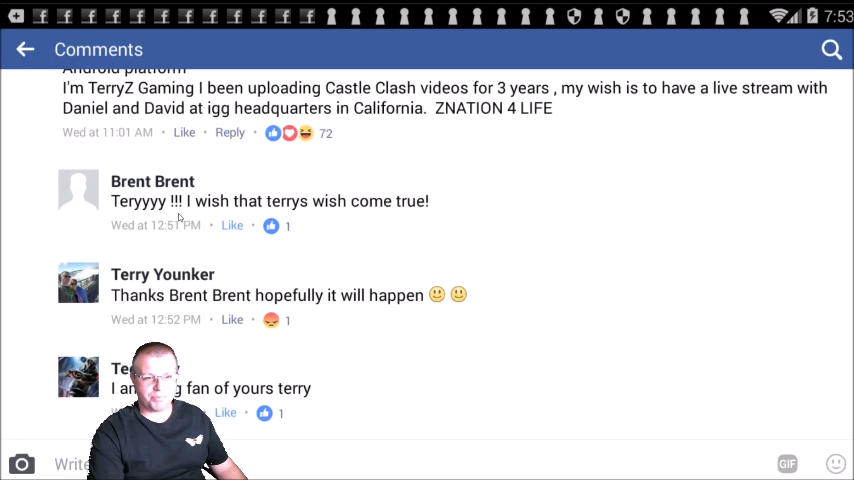 7:53
Comments
Android platform
I'm TerryZ Gaming I been uploading Castle Clash videos for 3 years , my wish is to have a live stream with
Daniel and David at igg headquarters in California. ZNATION 4 LIFE
Wed at 11:01 AM • Like • Reply • 72
Brent Brent
Teryyyy !!! I wish that terrys wish come true!
Wed at 12:51 PM • Like • 1
Terry Younker
Thanks Brent Brent hopefully it will happen
Wed at 12:52 PM • Like • 1
I fan of yours terry
Like • 1
GIF